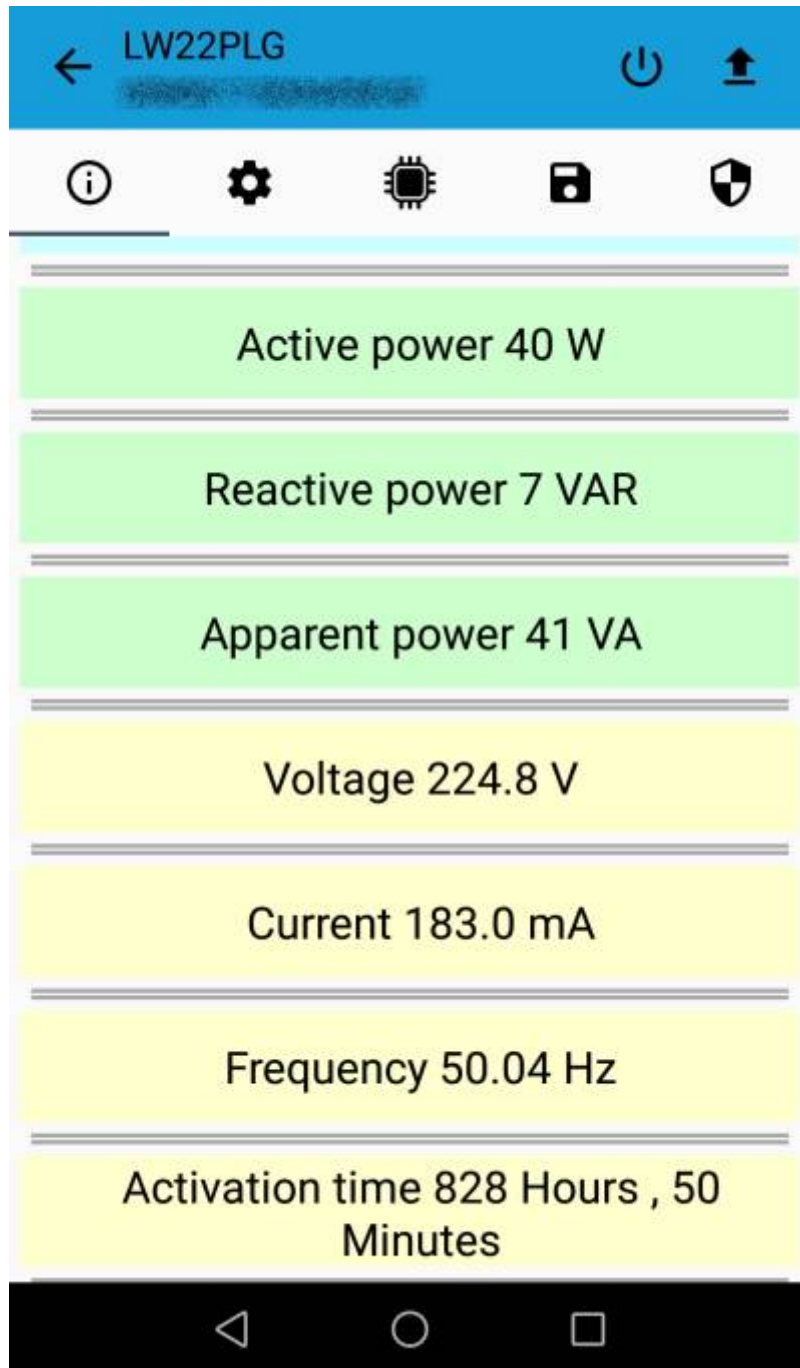 LW22PLG
Active power 40 W
Reactive power 7 VAR
Apparent power 41 VA
Voltage 224.8 V
Current 183.0 mA
Frequency 50.04 Hz
Activation time 828 Hours , 50
Minutes